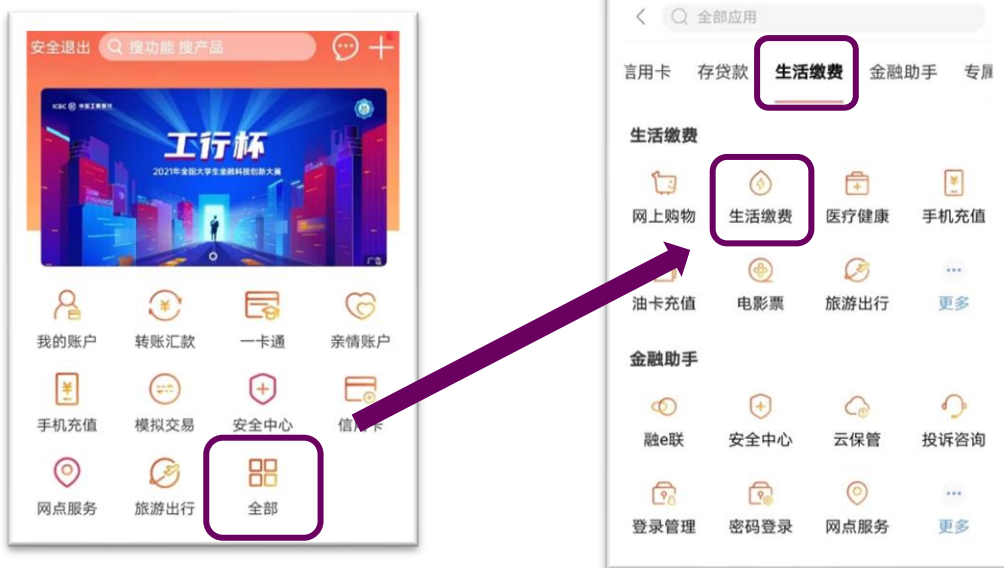 安全退出 搜功能 搜产品
ICBC 中国工商银行
工行杯
2021年全国大学生金融科技创新大赛
FINANCE
广告
我的账户 转账汇款 一卡通 亲情账户
手机充值 模拟交易 安全中心
网点服务 旅游出行 全部
全部应用
信用卡 存贷款 生活缴费 金融助手 专属
生活缴费
网上购物 生活缴费 医疗健康 手机充值
油卡充值 电影票 旅游出行 更多
金融助手
融e联 安全中心 云保管 投诉咨询
登录管理 密码登录 网点服务 更多